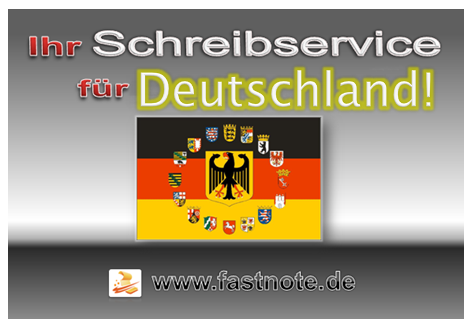 Ihr Schreibservice
für Deutschland!
www.fastnote.de